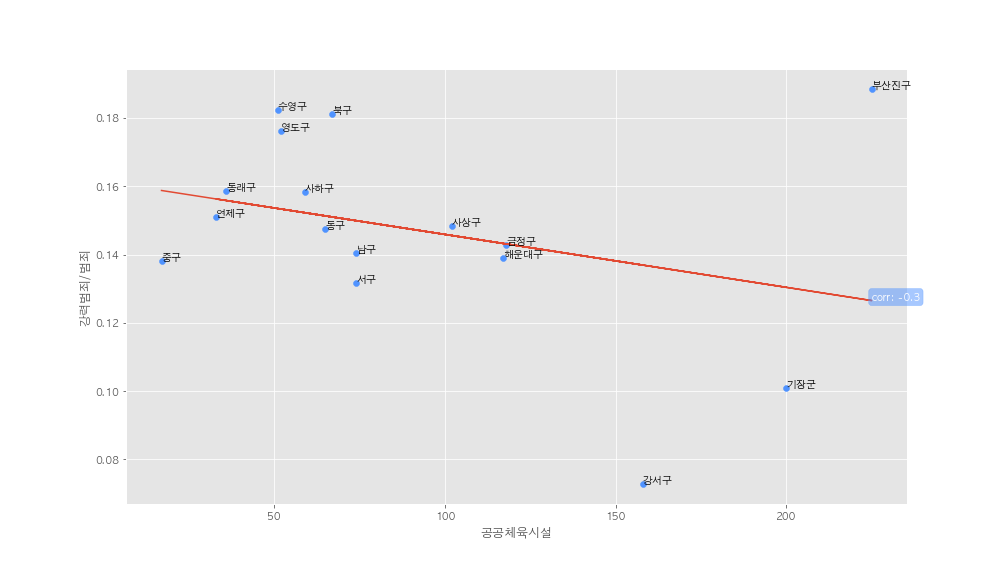 부산진구
수영구
북구
영도구
동래구
사하구
연제구
동구
사상구
금정구
남구
해운대구
중구
서구
corr: -0.3
기장군
강서구
0.18
0.16
0.14
0.12
0.10
0.08
강력범죄/범죄
50
100
150
200
공공체육시설